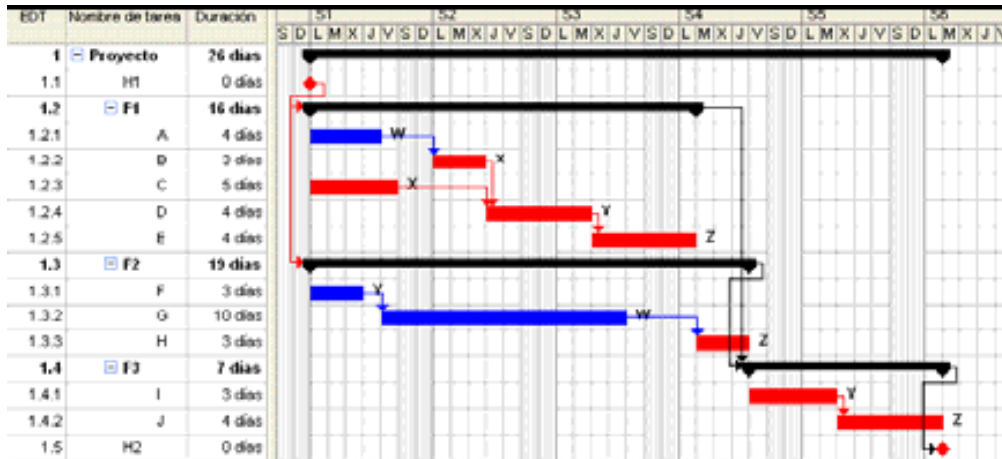 EDT Nombre de tarea Duración S1 S2 S3 S4 S5 S6
S D L M X J V S D L M X J V S D L M X J V S D L M X J V S D L M X J V S D L M X J V
1 Proyecto 26 días
1.1 H1 0 días
1.2 F1 16 días
1.2.1 A 4 días W
1.2.2 B 3 días X
1.2.3 C 5 días X
1.2.4 D 4 días Y
1.2.5 E 4 días Z
1.3 F2 19 días
1.3.1 F 3 días Y
1.3.2 G 10 días W
1.3.3 H 3 días Z
1.4 F3 7 días
1.4.1 I 3 días Y
1.4.2 J 4 días Z
1.5 H2 0 días